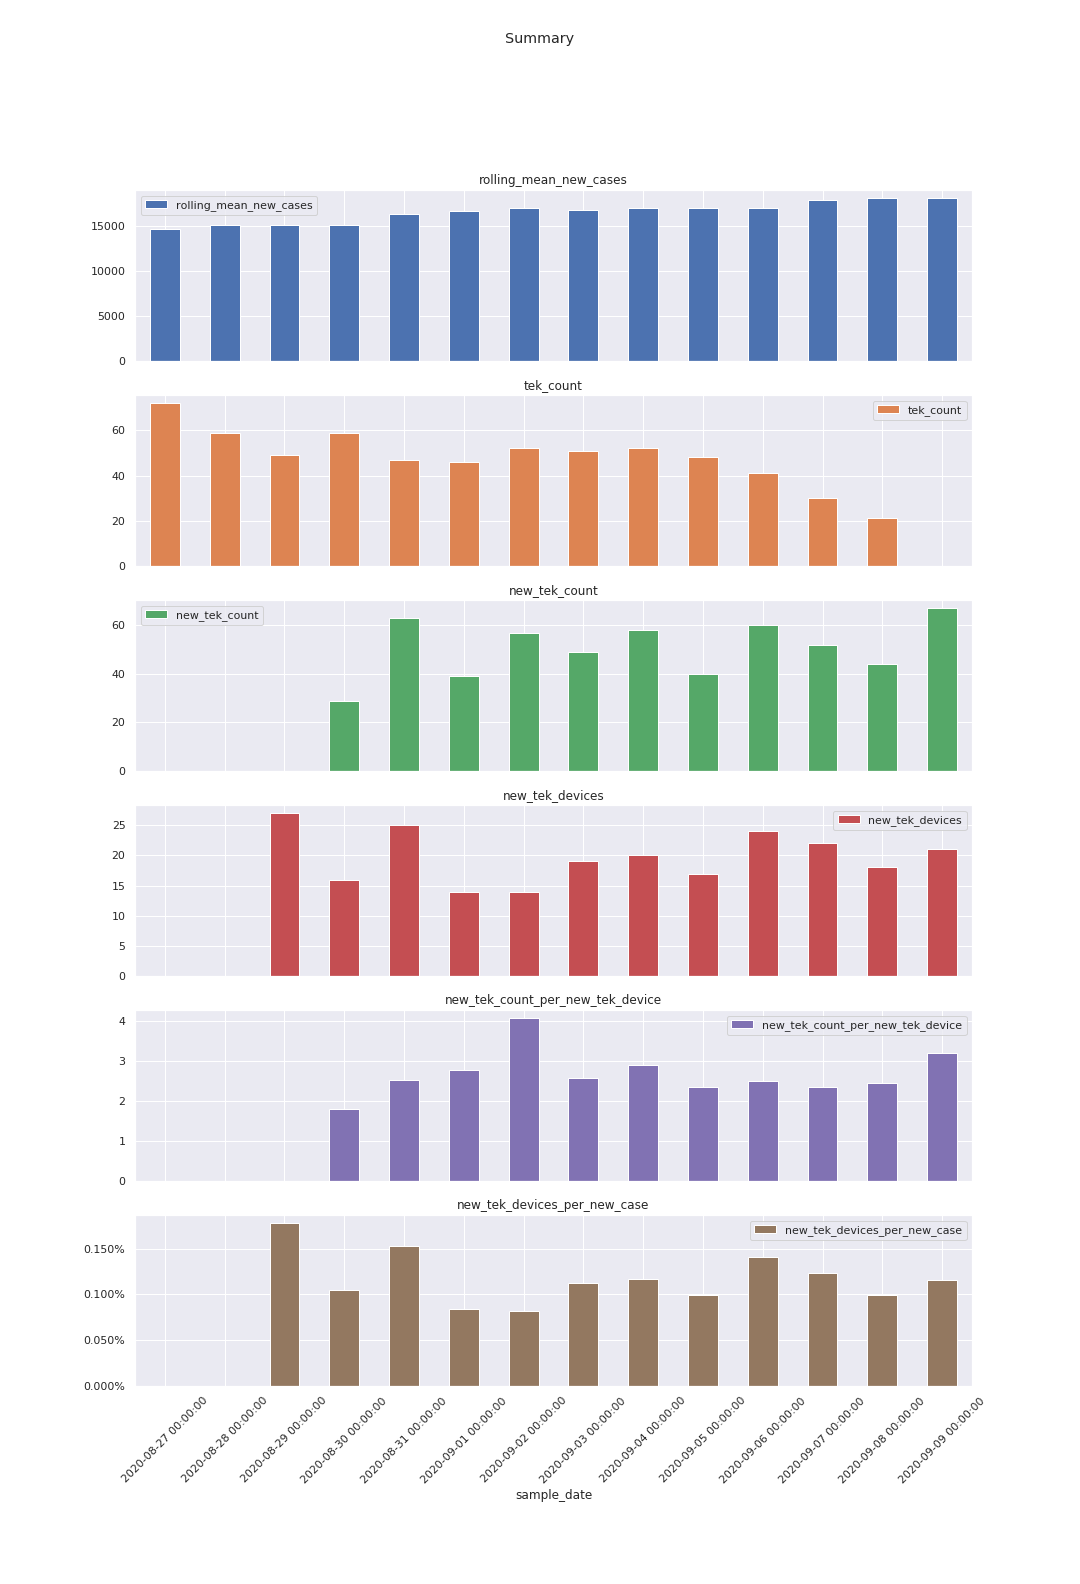 Summary
rolling_mean_new_cases
rolling_mean_new_cases
15000
10000
5000
0
tek_count
tek_count
60
40
20
0
new_tek_count
new_tek_count
60
40
20
0
new_tek_devices
new_tek_devices
25
20
15
10
5
0
new_tek_count_per_new_tek_device
new_tek_count_per_new_tek_device
4
3
2
1
0
new_tek_devices_per_new_case
new_tek_devices_per_new_case
0.150%
0.100%
0.050%
0.000%
2020-08-27 00:00:00
2020-08-28 00:00:00
2020-08-29 00:00:00
2020-08-30 00:00:00
2020-08-31 00:00:00
2020-09-01 00:00:00
2020-09-02 00:00:00
2020-09-03 00:00:00
2020-09-04 00:00:00
2020-09-05 00:00:00
2020-09-06 00:00:00
2020-09-07 00:00:00
2020-09-08 00:00:00
2020-09-09 00:00:00
sample_date